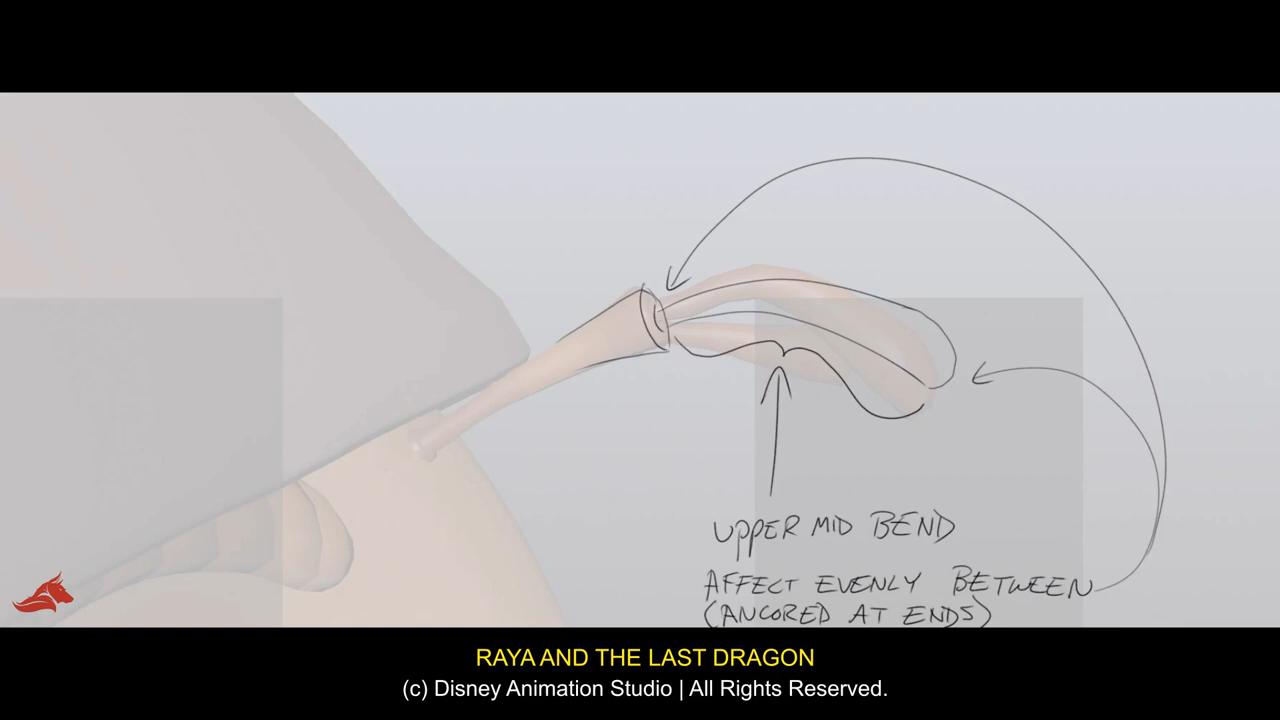 UPPER MID BEND
AFFECT EVENLY BETWEEN
(ANCORED AT ENDS)
RAYA AND THE LAST DRAGON
(c) Disney Animation Studio | All Rights Reserved.